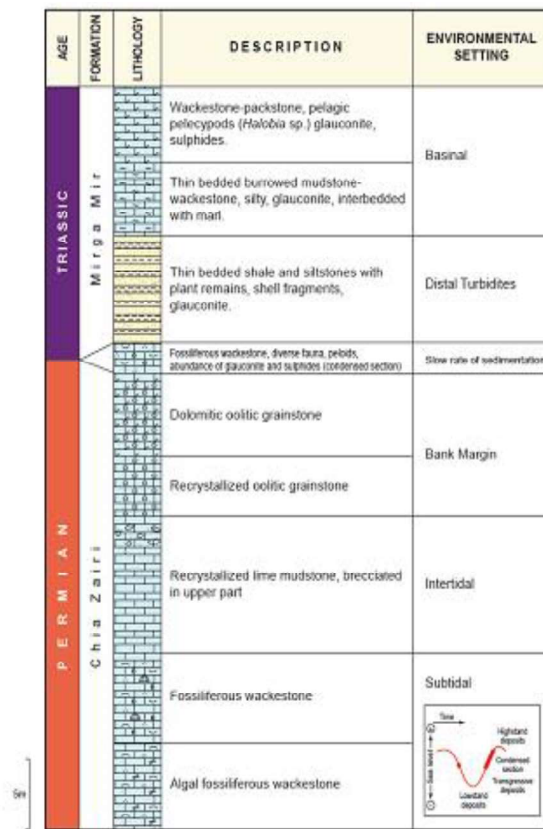 AGE
FORMATION
LITHOLOGY
DESCRIPTION
ENVIRONMENTAL
SETTING
TRIASSIC
Mirga Mir
Wackestone-packstone, pelagic
pelecypods (Halobia sp.) glauconite,
sulphides.
Basinal
Thin bedded burrowed mudstone-
wackestone, silty, glauconite, interbedded
with marl.
Thin bedded shale and siltstones with
plant remains, shell fragments,
glauconite.
Distal Turbidites
Fossiliferous wackestone, diverse fauna, peloids,
abundance of glauconite and sulphides (condensed section)
Slow rate of sedimentation
PERMIAN
Chia Zairi
Dolomitic oolitic grainstone
Bank Margin
Recrystallized oolitic grainstone
Recrystallized lime mudstone, brecciated
in upper part
Intertidal
Fossiliferous wackestone
Subtidal
Algal fossiliferous wackestone
Time
Sea level
Highstand
deposits
Condensed
section
Transgressive
deposits
Lowstand
deposits
5m